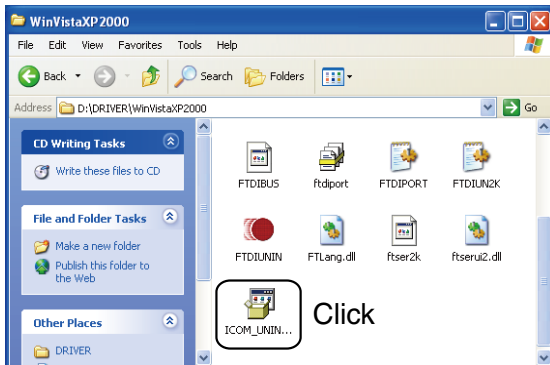 WinVistaXP2000
File Edit View Favorites Tools Help
Back Search Folders
Address D:\DRIVER\WinVistaXP2000 Go
CD Writing Tasks
Write these files to CD
File and Folder Tasks
Make a new folder
Publish this folder to
the Web
Other Places
DRIVER
FTDIBUS ftdiport FTDIPORT FTDIUN2K
FTDIUNIN FTLang.dll ftser2k ftserui2.dll
ICOM_UNIN... Click